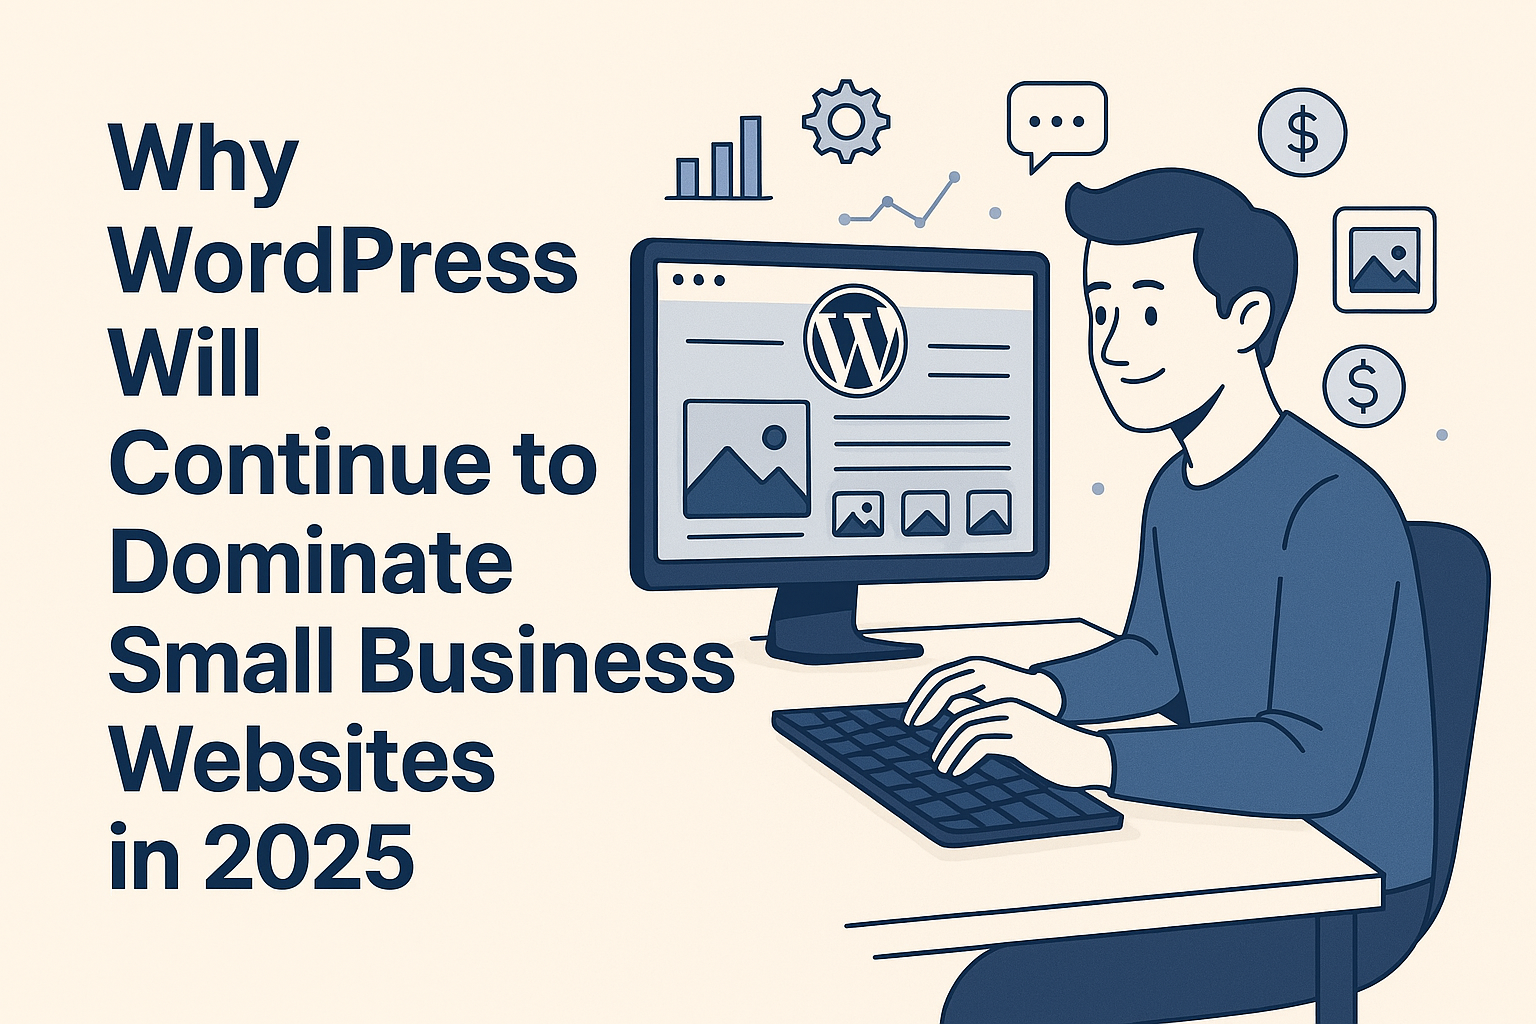 Why
WordPress
Will
Continue to
Dominate
Small Business
Websites
in 2025
$
$
W